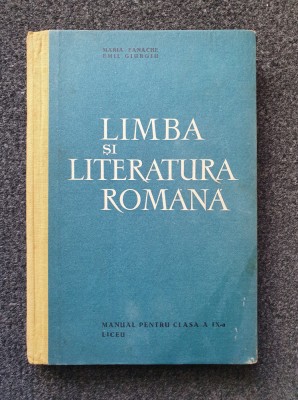 MARIA PANACHE
EMIL GIURGIU
LIMBA
ȘI
LITERATURA
ROMÂNĂ
MANUAL PENTRU CLASA A IX-a
LICEU